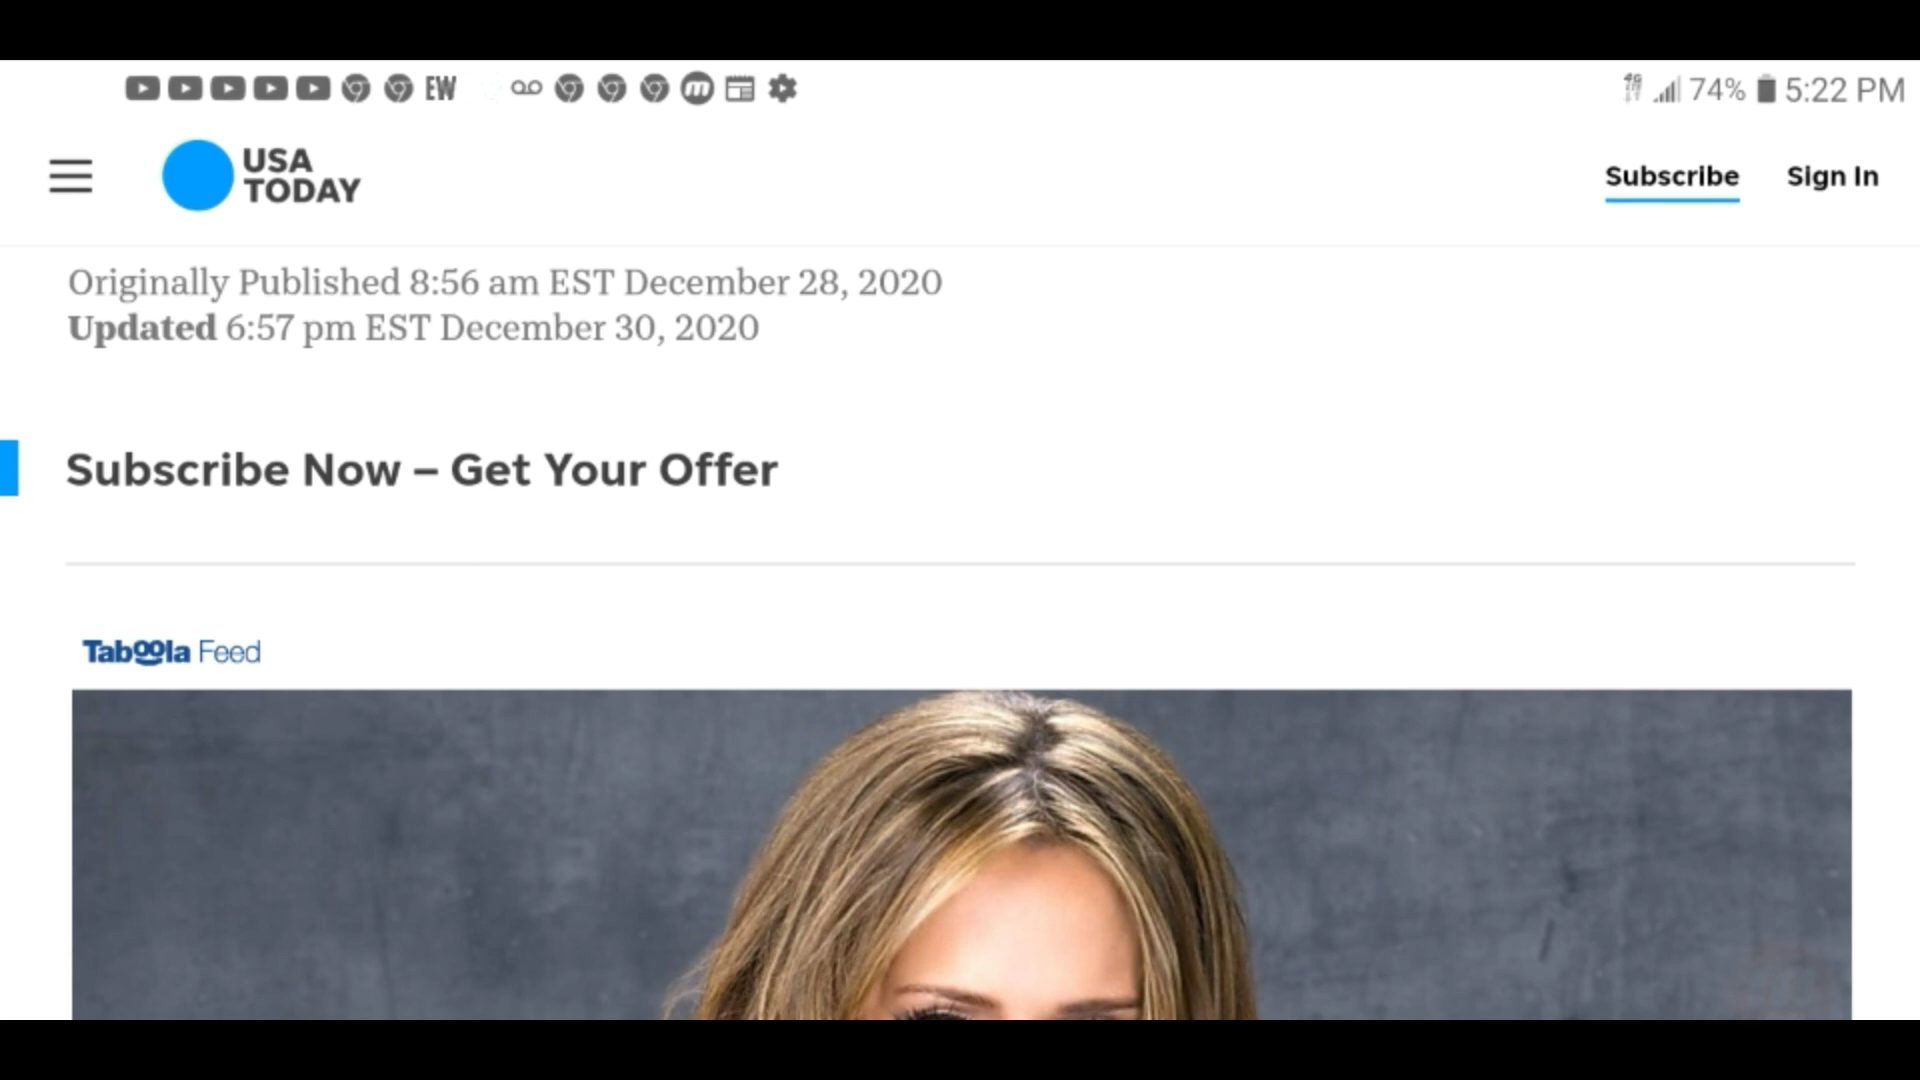 EW
4G
74%
5:22 PM
USA
TODAY
Subscribe
Sign In
Originally Published 8:56 am EST December 28, 2020
Updated 6:57 pm EST December 30, 2020
Subscribe Now – Get Your Offer
Taboola Feed